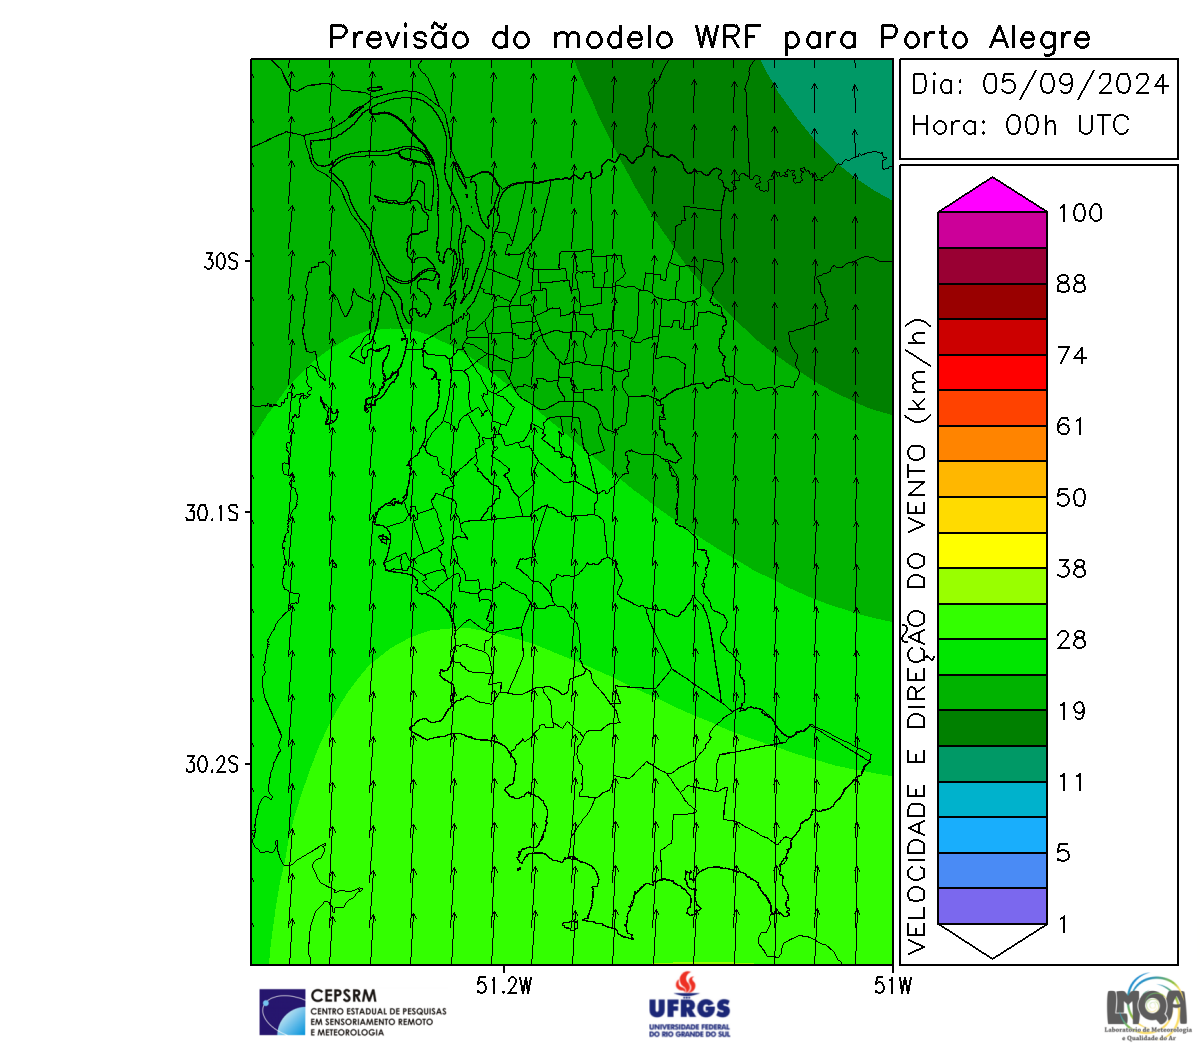 Previsão do modelo WRF para Porto Alegre
Dia: 05/09/2024
Hora: 00h UTC
30S
30.1S
30.2S
51.2W
51W
VELOCIDADE E DIREÇÃO DO VENTO (km/h)
100
88
74
61
50
38
28
19
11
5
1
CEPSRM
CENTRO ESTADUAL DE PESQUISAS
EM SENSORIAMENTO REMOTO
E METEOROLOGIA
UFRGS
UNIVERSIDADE FEDERAL
DO RIO GRANDE DO SUL
LMQA
Laboratório de Meteorologia
e Qualidade do Ar